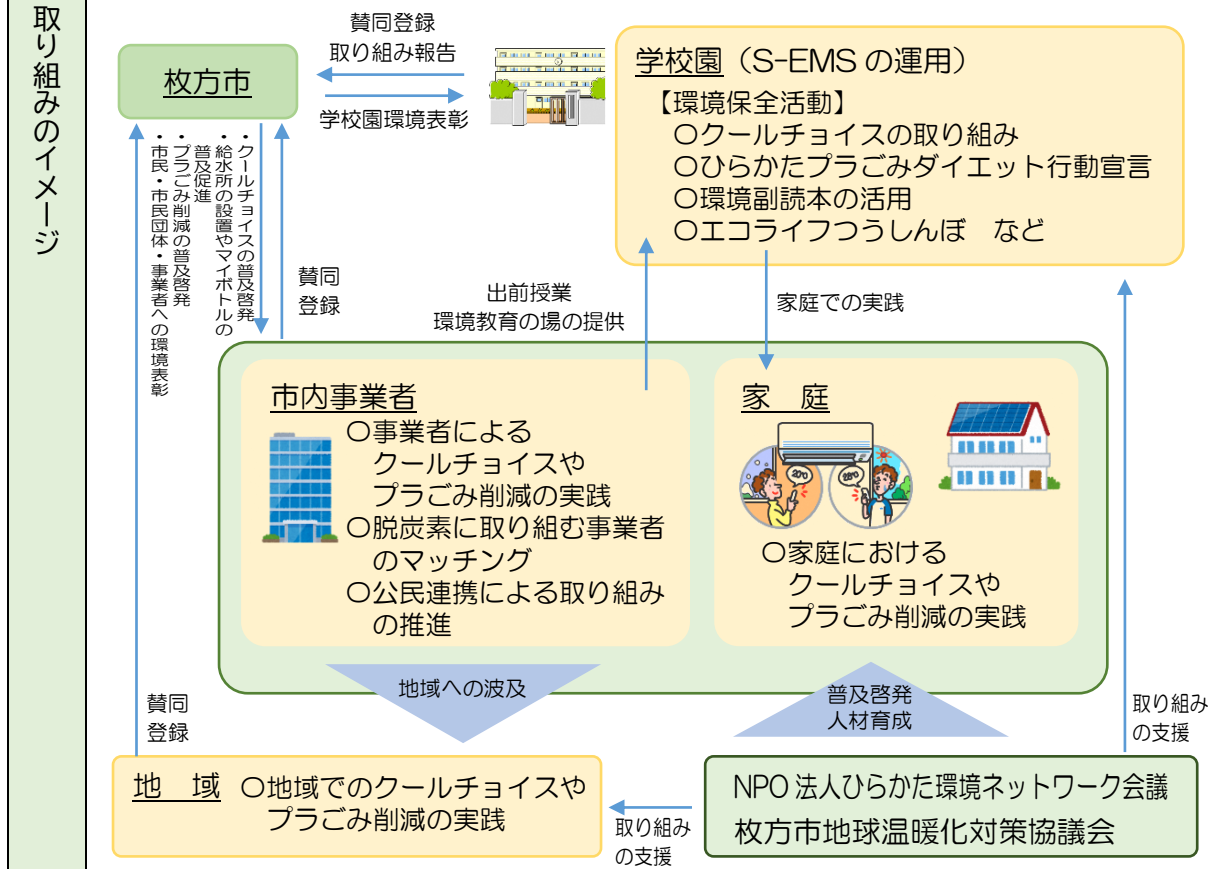 取り組みのイメージ
賛同登録
取り組み報告
枚方市
学校園環境表彰
学校園（S-EMS の運用）
【環境保全活動】
〇クールチョイスの取り組み
〇ひらかたプラごみダイエット行動宣言
〇環境副読本の活用
〇エコライフつうしんぼ　など
・クールチョイスの普及啓発
・給水所の設置やマイボトルの
普及促進
・プラごみ削減の普及啓発
・市民・市民団体・事業者への環境表彰
賛同
登録
出前授業
環境教育の場の提供
家庭での実践
市内事業者
〇事業者による
クールチョイスや
プラごみ削減の実践
〇脱炭素に取り組む事業者
のマッチング
〇公民連携による取り組み
の推進
家　庭
20℃
28℃
〇家庭における
クールチョイスや
プラごみ削減の実践
地域への波及
普及啓発
人材育成
賛同
登録
取り組み
の支援
地　域　〇地域でのクールチョイスや
プラごみ削減の実践
取り組み
の支援
NPO 法人ひらかた環境ネットワーク会議
枚方市地球温暖化対策協議会